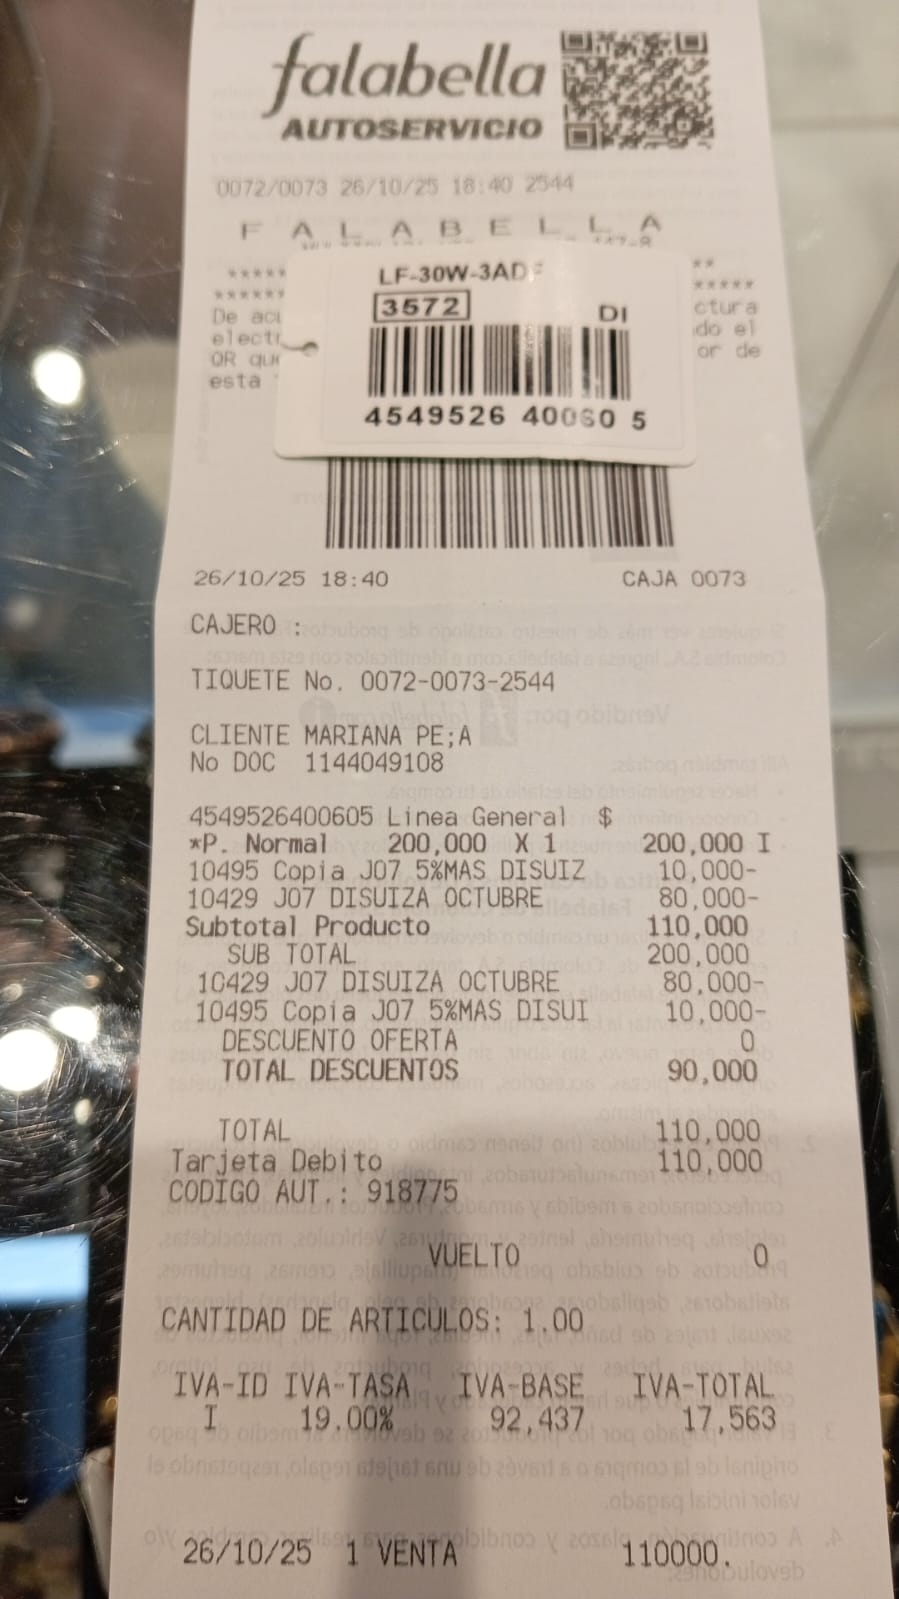 falabella
AUTOSERVICIO
0072/0073 26/10/25 18:40 2544
F A L A B E L L A
LF-30W-3ADF
3572
DI
4549526 40060 5
De acu
ctura
electr
do el
QR que
or de
esta
26/10/25 18:40 CAJA 0073
CAJERO :
TIQUETE No. 0072-0073-2544
CLIENTE MARIANA PE;A
No DOC 1144049108
4549526400605 Linea General $
*P. Normal 200,000 X 1 200,000 I
10495 Copia J07 5%MAS DISUIZ 10,000-
10429 J07 DISUIZA OCTUBRE 80,000-
Subtotal Producto 110,000
SUB TOTAL 200,000
10429 J07 DISUIZA OCTUBRE 80,000-
10495 Copia J07 5%MAS DISUI 10,000-
DESCUENTO OFERTA 0
TOTAL DESCUENTOS 90,000
TOTAL 110,000
Tarjeta Debito 110,000
CODIGO AUT.: 918775
VUELTO 0
CANTIDAD DE ARTICULOS: 1.00
IVA-ID IVA-TASA IVA-BASE IVA-TOTAL
I 19.00% 92,437 17,563
26/10/25 1 VENTA 110000.